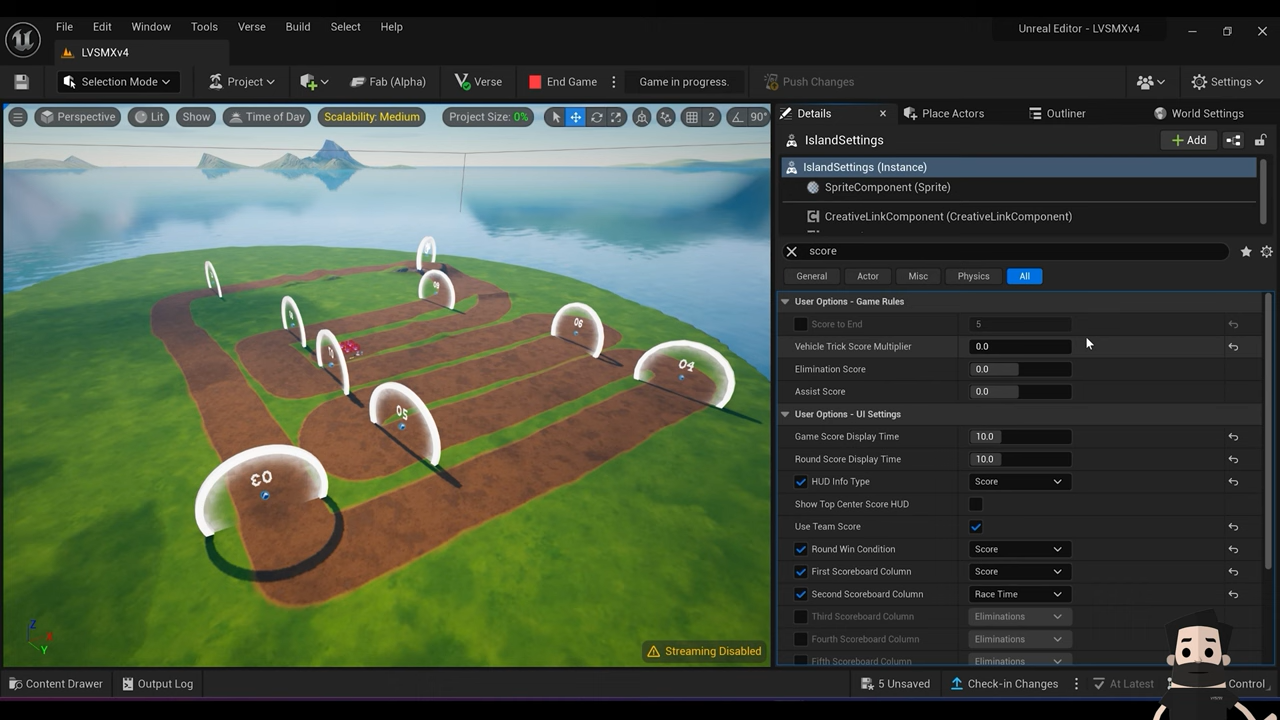 File Edit Window Tools Verse Build Select Help
Unreal Editor - LVSMXv4
LVSMXv4
Selection Mode
Project
Fab (Alpha)
Verse
End Game
Game in progress.
Push Changes
Settings
Perspective
Lit
Show
Time of Day
Scalability: Medium
Project Size: 0%
2
90°
Details
Place Actors
Outliner
World Settings
IslandSettings
Add
IslandSettings (Instance)
SpriteComponent (Sprite)
CreativeLinkComponent (CreativeLinkComponent)
score
General
Actor
Misc
Physics
All
User Options - Game Rules
Score to End 5
Vehicle Trick Score Multiplier 0.0
Elimination Score 0.0
Assist Score 0.0
User Options - UI Settings
Game Score Display Time 10.0
Round Score Display Time 10.0
HUD Info Type Score
Show Top Center Score HUD
Use Team Score
Round Win Condition Score
First Scoreboard Column Score
Second Scoreboard Column Race Time
Third Scoreboard Column Eliminations
Fourth Scoreboard Column Eliminations
Fifth Scoreboard Column Eliminations
09
06
04
05
03
Z
Y
Streaming Disabled
Content Drawer
Output Log
5 Unsaved
Check-in Changes
At Latest
Control